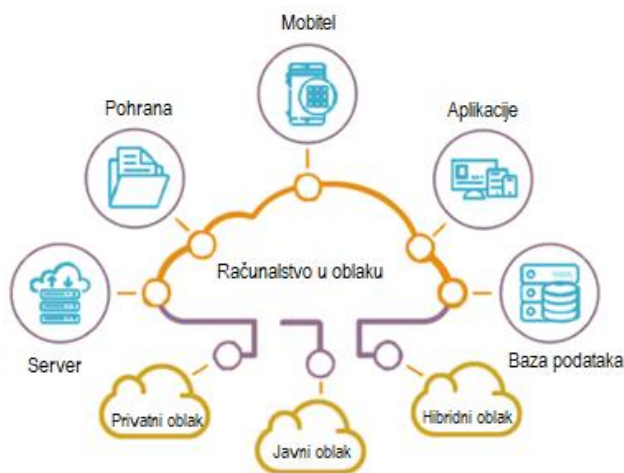 Mobitel
Pohrana
Aplikacije
Računalstvo u oblaku
Server
Baza podataka
Privatni oblak
Javni oblak
Hibridni oblak